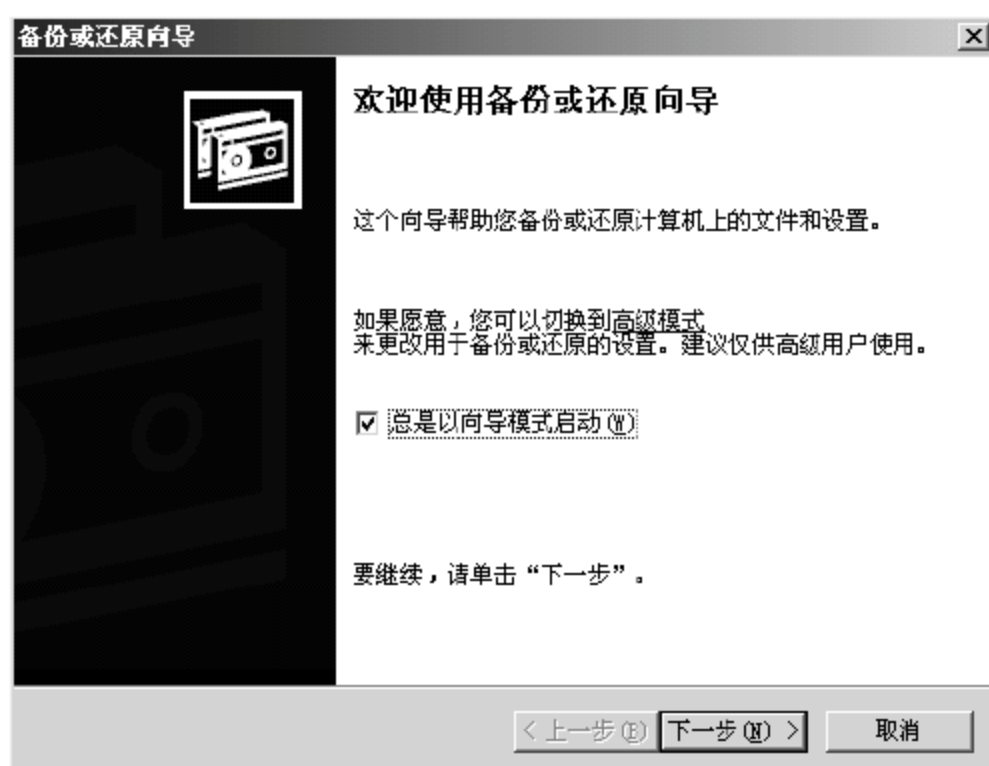 备份或还原向导
欢迎使用备份或还原向导
这个向导帮助您备份或还原计算机上的文件和设置。
如果愿意，您可以切换到高级模式
来更改用于备份或还原的设置。建议仅供高级用户使用。
总是以向导模式启动(W)
要继续，请单击“下一步”。
< 上一步(B) 下一步(N) > 取消